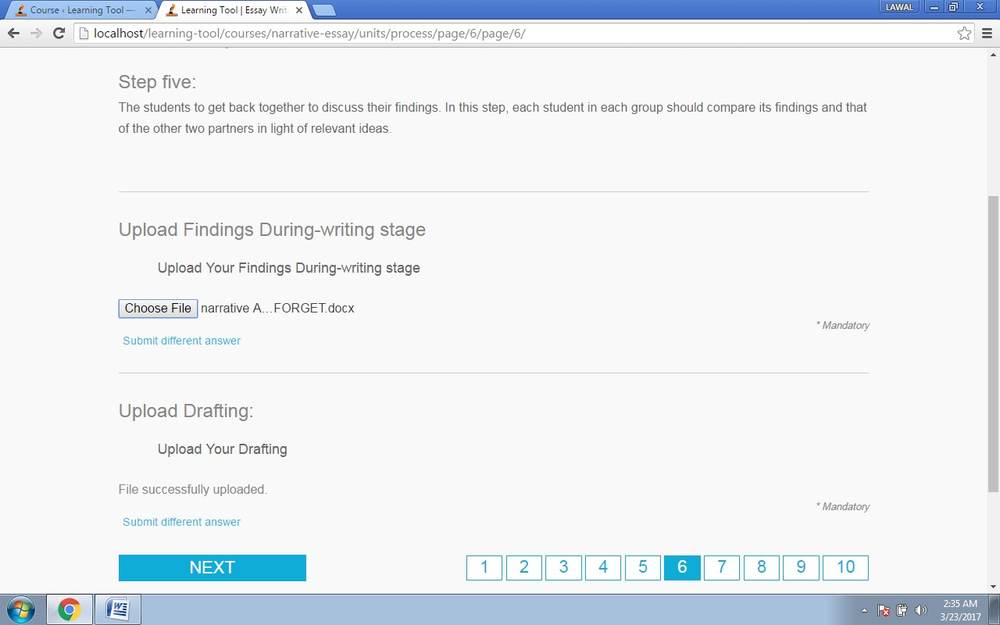 Course ‹ Learning Tool —
Learning Tool | Essay Writ
LAWAL
localhost/learning-tool/courses/narrative-essay/units/process/page/6/page/6/
Step five:
The students to get back together to discuss their findings. In this step, each student in each group should compare its findings and that
of the other two partners in light of relevant ideas.
Upload Findings During-writing stage
Upload Your Findings During-writing stage
Choose File narrative A...FORGET.docx
* Mandatory
Submit different answer
Upload Drafting:
Upload Your Drafting
File successfully uploaded.
* Mandatory
Submit different answer
NEXT 1 2 3 4 5 6 7 8 9 10
2:35 AM
3/23/2017